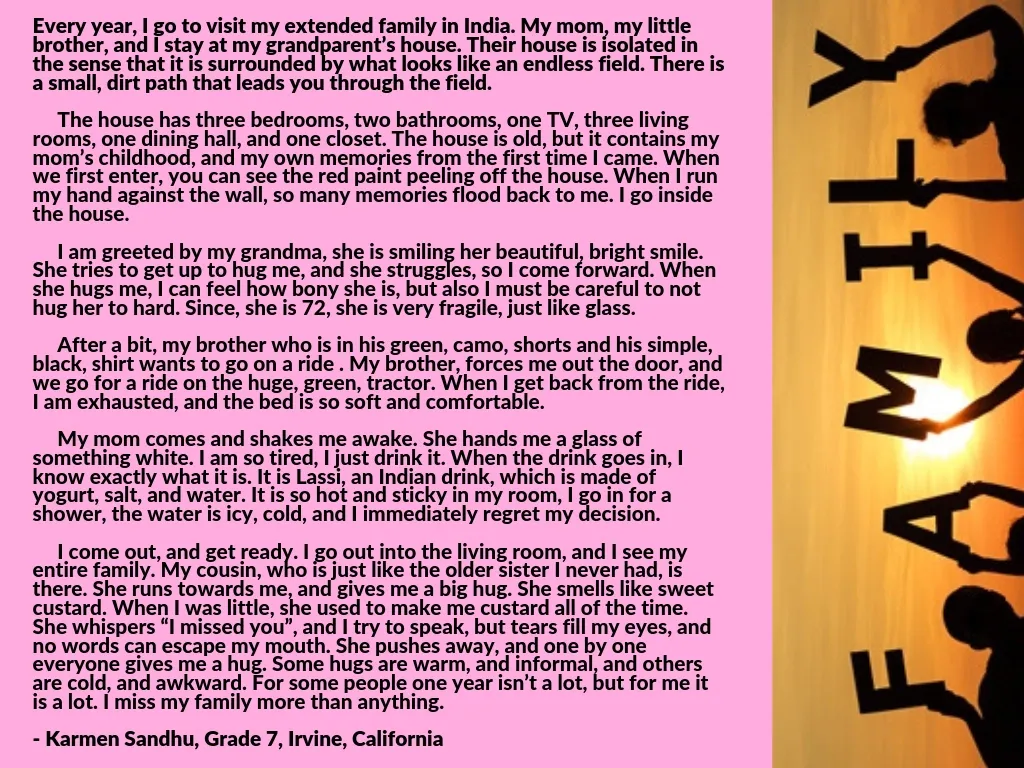 Every year, I go to visit my extended family in India. My mom, my little
brother, and I stay at my grandparent’s house. Their house is isolated in
the sense that it is surrounded by what looks like an endless field. There is
a small, dirt path that leads you through the field.
The house has three bedrooms, two bathrooms, one TV, three living
rooms, one dining hall, and one closet. The house is old, but it contains my
mom’s childhood, and my own memories from the first time I came. When
we first enter, you can see the red paint peeling off the house. When I run
my hand against the wall, so many memories flood back to me. I go inside
the house.
I am greeted by my grandma, she is smiling her beautiful, bright smile.
She tries to get up to hug me, and she struggles, so I come forward. When
she hugs me, I can feel how bony she is, but also I must be careful to not
hug her to hard. Since, she is 72, she is very fragile, just like glass.
After a bit, my brother who is in his green, camo, shorts and his simple,
black, shirt wants to go on a ride . My brother, forces me out the door, and
we go for a ride on the huge, green, tractor. When I get back from the ride,
I am exhausted, and the bed is so soft and comfortable.
My mom comes and shakes me awake. She hands me a glass of
something white. I am so tired, I just drink it. When the drink goes in, I
know exactly what it is. It is Lassi, an Indian drink, which is made of
yogurt, salt, and water. It is so hot and sticky in my room, I go in for a
shower, the water is icy, cold, and I immediately regret my decision.
I come out, and get ready. I go out into the living room, and I see my
entire family. My cousin, who is just like the older sister I never had, is
there. She runs towards me, and gives me a big hug. She smells like sweet
custard. When I was little, she used to make me custard all of the time.
She whispers “I missed you”, and I try to speak, but tears fill my eyes, and
no words can escape my mouth. She pushes away, and one by one
everyone gives me a hug. Some hugs are warm, and informal, and others
are cold, and awkward. For some people one year isn’t a lot, but for me it
is a lot. I miss my family more than anything.
- Karmen Sandhu, Grade 7, Irvine, California
FAMILY